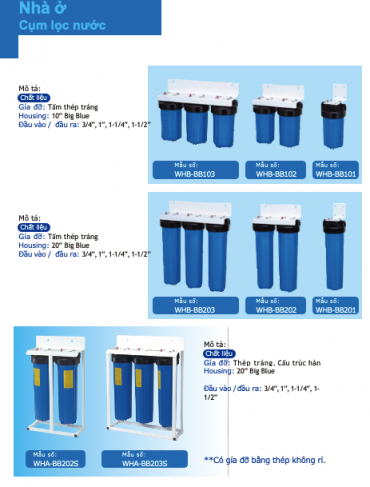 Nhà ở
Cụm lọc nước
Mô tả:
Chất liệu
Gía đỡ: Tấm thép tráng
Housing: 10” Big Blue
Đầu vào / đầu ra: 3/4”, 1”, 1-1/4”, 1-1/2”
Mẫu số:
WHB-BB103
Mẫu số:
WHB-BB102
Mẫu số:
WHB-BB101
Mô tả:
Chất liệu
Gía đỡ: Tấm thép tráng
Housing: 20” Big Blue
Đầu vào / đầu ra: 3/4”, 1”, 1-1/4”, 1-1/2”
Mẫu số:
WHB-BB203
Mẫu số:
WHB-BB202
Mẫu số:
WHB-BB201
Mô tả:
Chất liệu
Gía đỡ: Thép tráng, Cấu trúc hàn
Housing: 20” Big Blue
Đầu vào / đầu ra: 3/4”, 1”, 1-1/4”, 1-
1/2”
Mẫu số:
WHA-BB202S
Mẫu số:
WHA-BB203S
**Có gía đỡ bằng thép không rỉ.